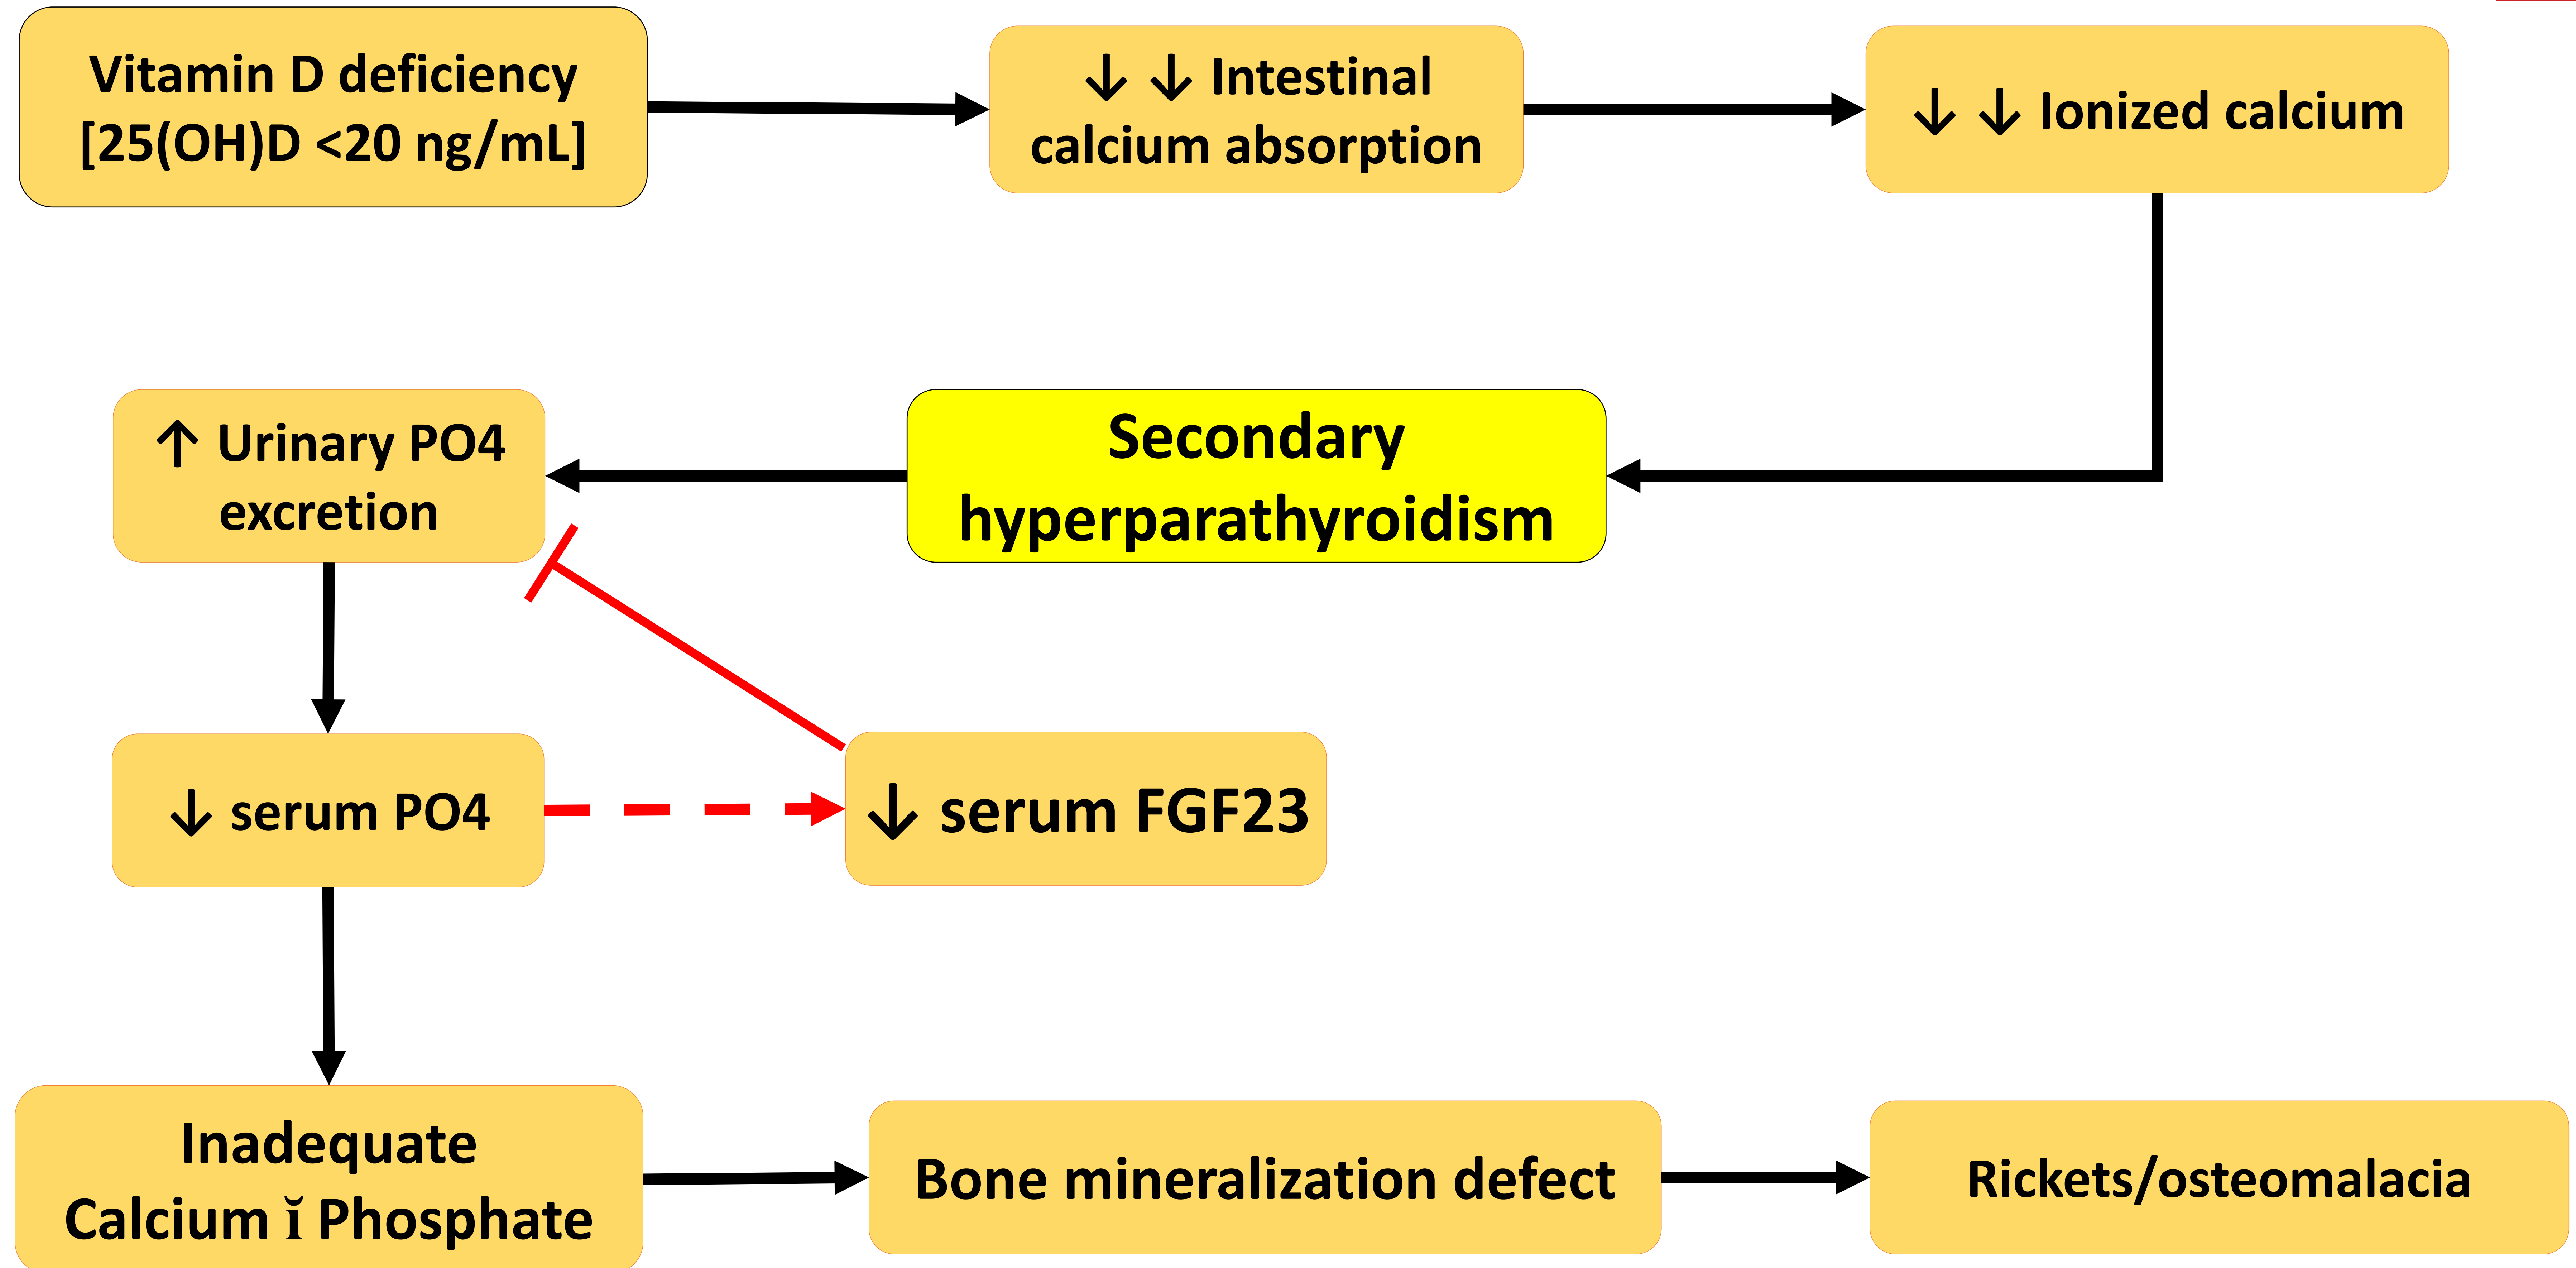 Vitamin D deficiency
[25(OH)D <20 ng/mL]
↓ ↓ Intestinal
calcium absorption
↓ ↓ Ionized calcium
Secondary
hyperparathyroidism
↑ Urinary PO4
excretion
↓ serum PO4
↓ serum FGF23
Inadequate
Calcium ǐ Phosphate
Bone mineralization defect
Rickets/osteomalacia